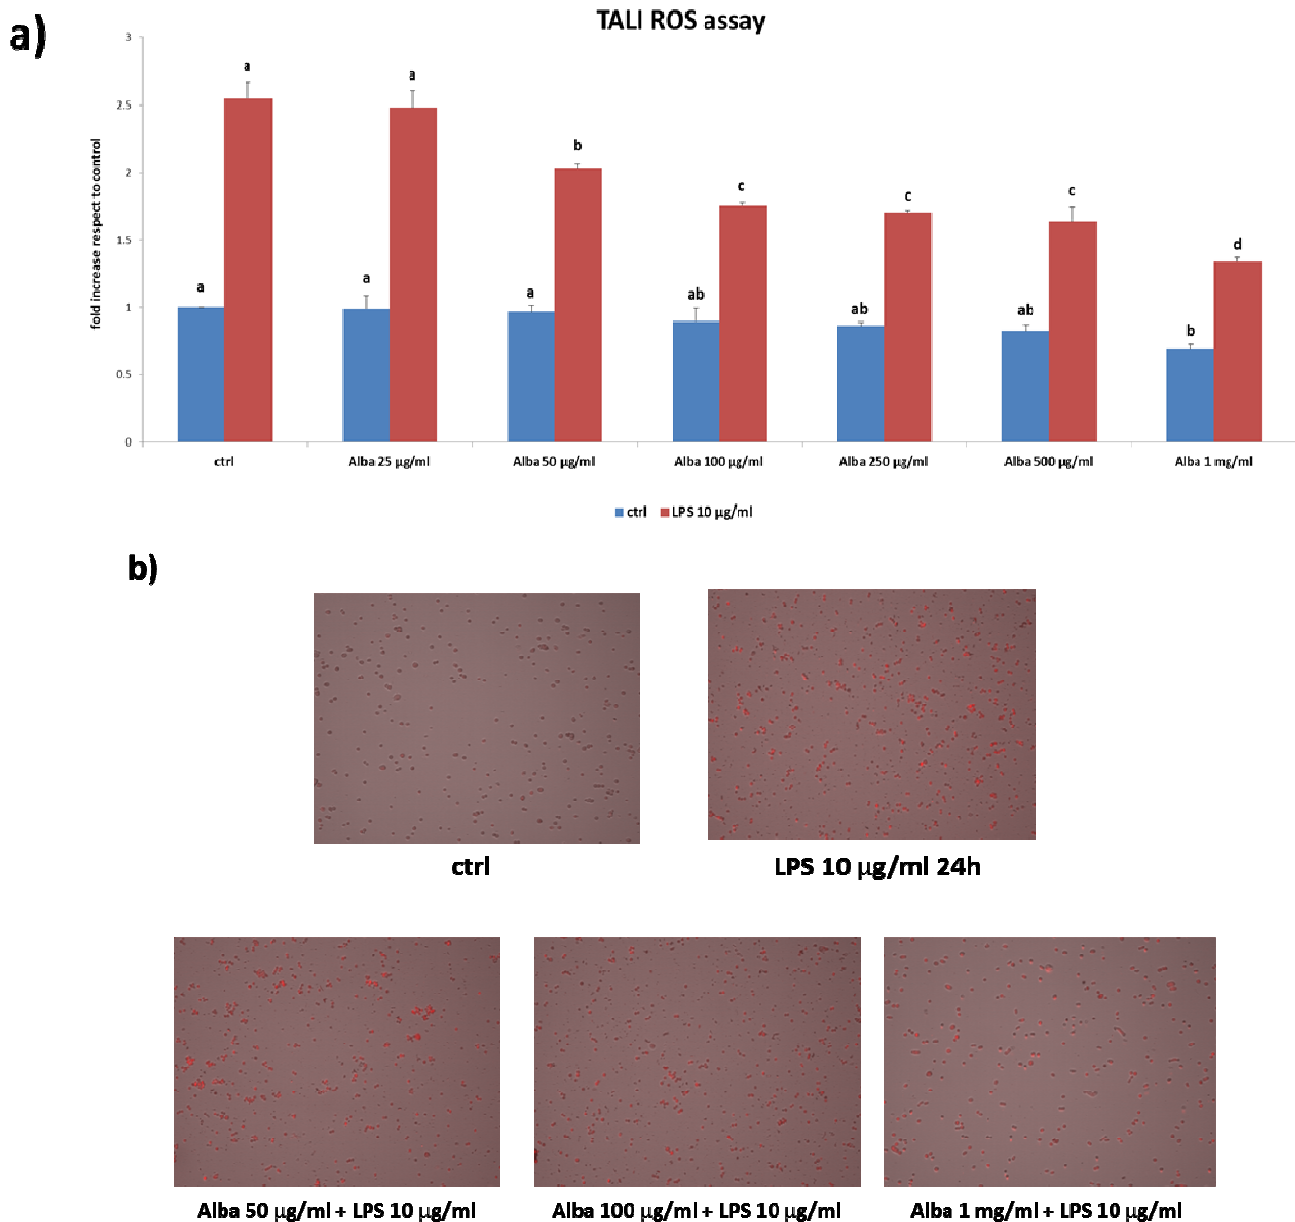 a)
TALI ROS assay
fold increase respect to control
3
2.5
2
1.5
1
0.5
0
a a a a a b ab c ab c ab c b d
ctrl Alba 25 µg/ml Alba 50 µg/ml Alba 100 µg/ml Alba 250 µg/ml Alba 500 µg/ml Alba 1 mg/ml
ctrl LPS 10 µg/ml
b)
ctrl LPS 10 µg/ml 24h
Alba 50 µg/ml + LPS 10 µg/ml Alba 100 µg/ml + LPS 10 µg/ml Alba 1 mg/ml + LPS 10 µg/ml